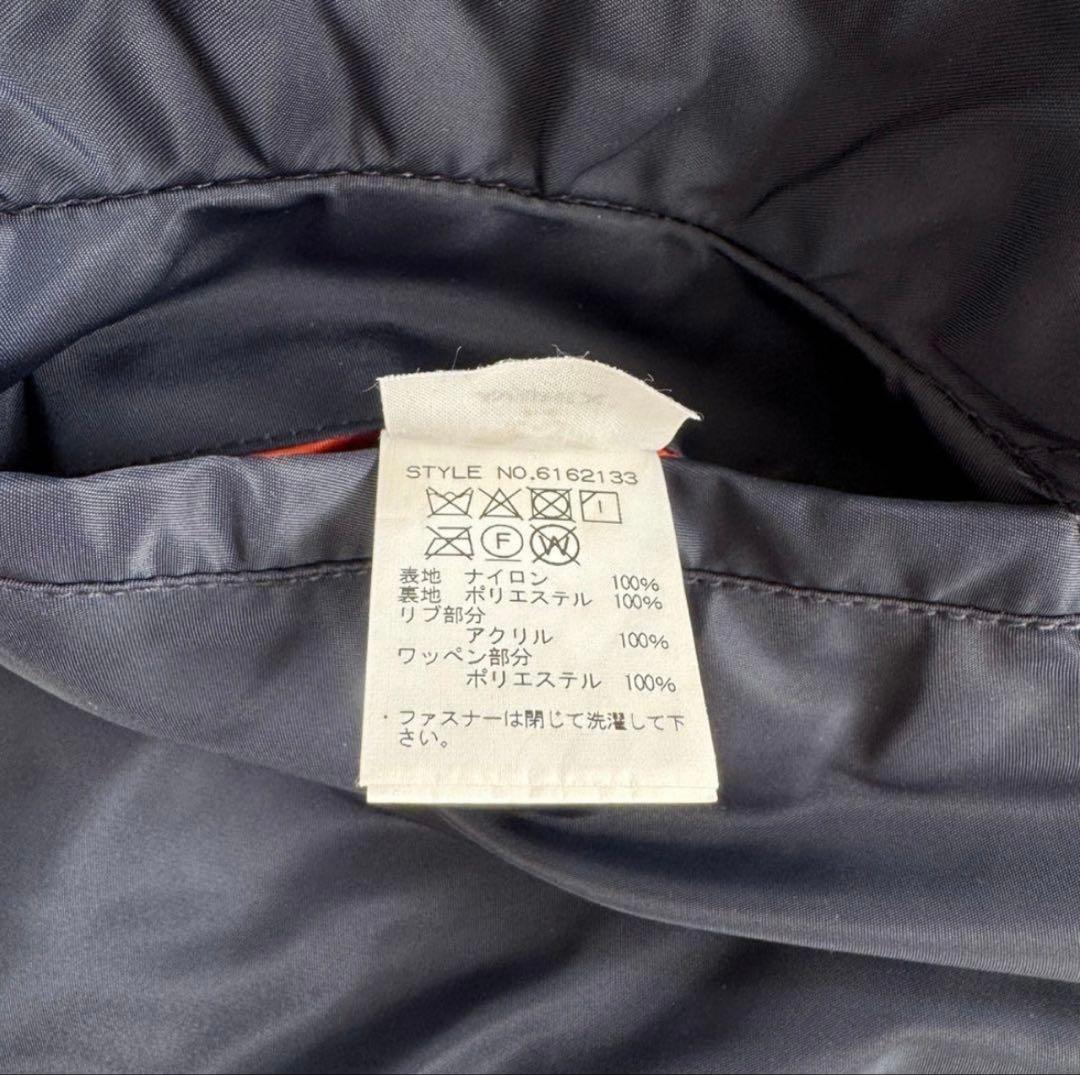 STYLE NO.6162133
F W
表地 ナイロン 100%
裏地 ポリエステル 100%
リブ部分
アクリル 100%
ワッペン部分
ポリエステル 100%
・ファスナーは閉じて洗濯して下
さい。